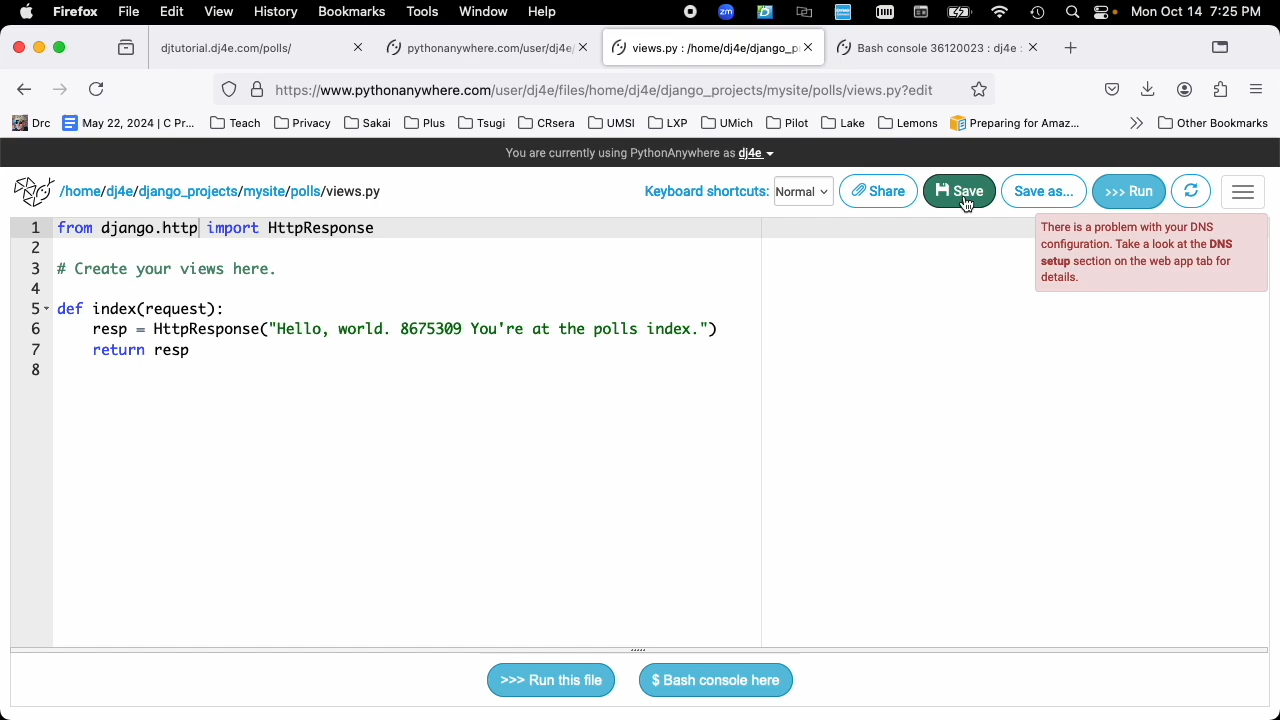 Firefox File Edit View History Bookmarks Tools Window Help zm Mon Oct 14 7:25 PM
djtutorial.dj4e.com/polls/ pythonanywhere.com/user/dj4e/ views.py : /home/dj4e/django_p Bash console 36120023 : dj4e :
https://www.pythonanywhere.com/user/dj4e/files/home/dj4e/django_projects/mysite/polls/views.py?edit
Drc May 22, 2024 | C Pr... Teach Privacy Sakai Plus Tsugi CRsera UMSI LXP UMich Pilot Lake Lemons Preparing for Amaz... Other Bookmarks
You are currently using PythonAnywhere as dj4e
/home/dj4e/django_projects/mysite/polls/views.py Keyboard shortcuts: Normal Share Save Save as... >>> Run
There is a problem with your DNS
configuration. Take a look at the DNS
setup section on the web app tab for
details.
1 from django.http import HttpResponse
2
3 # Create your views here.
4
5 def index(request):
6 resp = HttpResponse("Hello, world. 8675309 You're at the polls index.")
7 return resp
8
>>> Run this file $ Bash console here